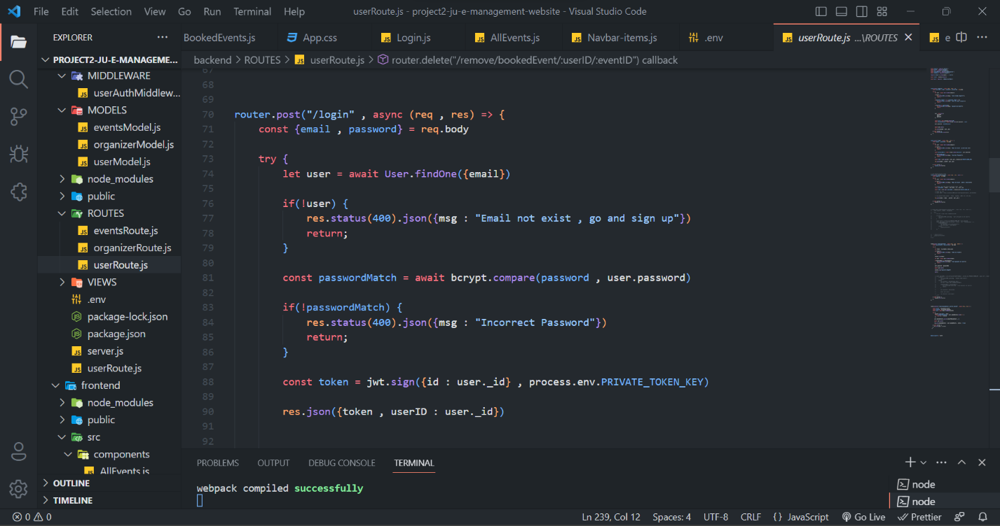 File Edit Selection View Go Run Terminal Help userRoute.js - project2-ju-e-management-website - Visual Studio Code
EXPLORER ...
PROJECT2-JU-E-MANAGEME...
MIDDLEWARE
userAuthMiddlew...
MODELS
eventsModel.js
organizerModel.js
userModel.js
node_modules
public
ROUTES
eventsRoute.js
organizerRoute.js
userRoute.js
VIEWS
.env
package-lock.json
package.json
server.js
userRoute.js
frontend
node_modules
public
src
components
AllEvents.js
OUTLINE
TIMELINE
BookedEvents.js App.css Login.js AllEvents.js Navbar-items.js .env userRoute.js ...\ROUTES e
backend > ROUTES > userRoute.js > router.delete("/remove/bookedEvent/:userID/:eventID") callback
67
68
69
70 router.post("/login" , async (req , res) => {
71 const {email , password} = req.body
72
73 try {
74 let user = await User.findOne({email})
75
76 if(!user) {
77 res.status(400).json({msg : "Email not exist , go and sign up"})
78 return;
79 }
80
81 const passwordMatch = await bcrypt.compare(password , user.password)
82
83 if(!passwordMatch) {
84 res.status(400).json({msg : "Incorrect Password"})
85 return;
86 }
87
88 const token = jwt.sign({id : user._id} , process.env.PRIVATE_TOKEN_KEY)
89
90 res.json({token , userID : user._id})
91
92
PROBLEMS OUTPUT DEBUG CONSOLE TERMINAL
webpack compiled successfully
node
node
0 0 Ln 239, Col 12 Spaces: 4 UTF-8 CRLF {} JavaScript Go Live Prettier